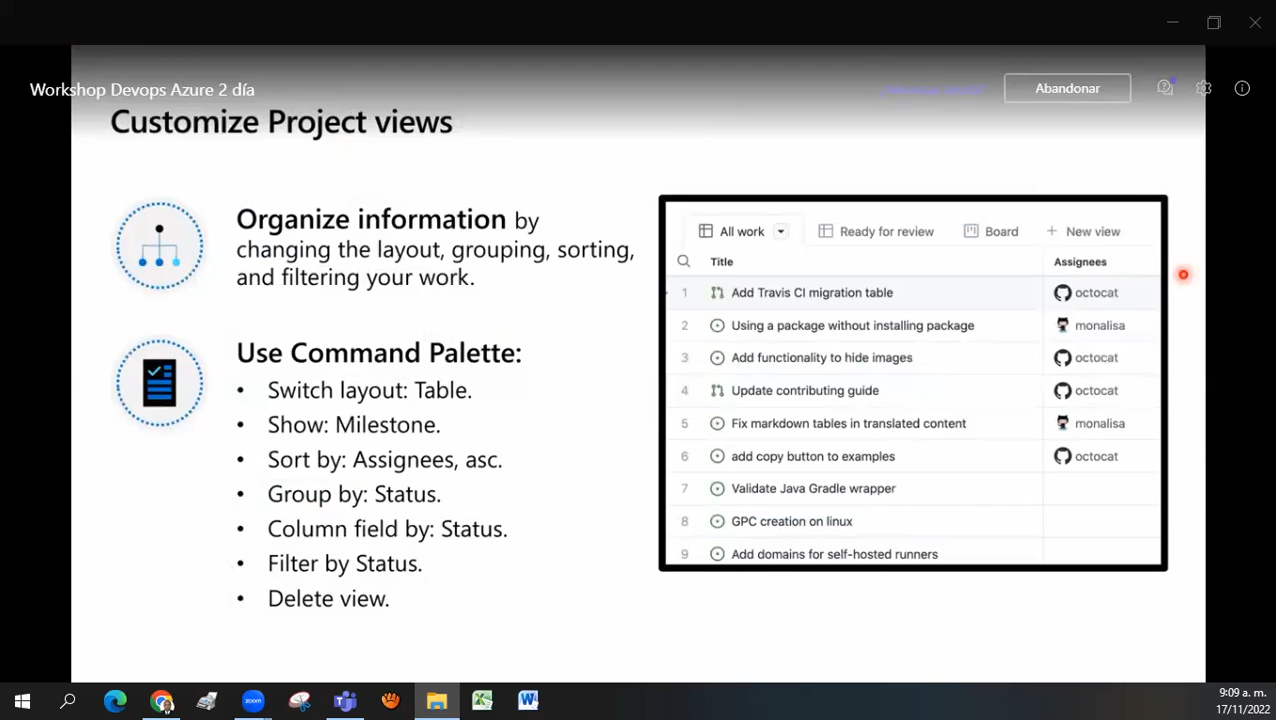 Workshop Devops Azure 2 día
Abandonar
Customize Project views
Organize information by
changing the layout, grouping, sorting,
and filtering your work.
Use Command Palette:
• Switch layout: Table.
• Show: Milestone.
• Sort by: Assignees, asc.
• Group by: Status.
• Column field by: Status.
• Filter by Status.
• Delete view.
All work Ready for review Board + New view
Title Assignees
1 Add Travis CI migration table octocat
2 Using a package without installing package monalisa
3 Add functionality to hide images octocat
4 Update contributing guide octocat
5 Fix markdown tables in translated content monalisa
6 add copy button to examples octocat
7 Validate Java Gradle wrapper
8 GPC creation on linux
9 Add domains for self-hosted runners
zoom
9:09 a. m.
17/11/2022